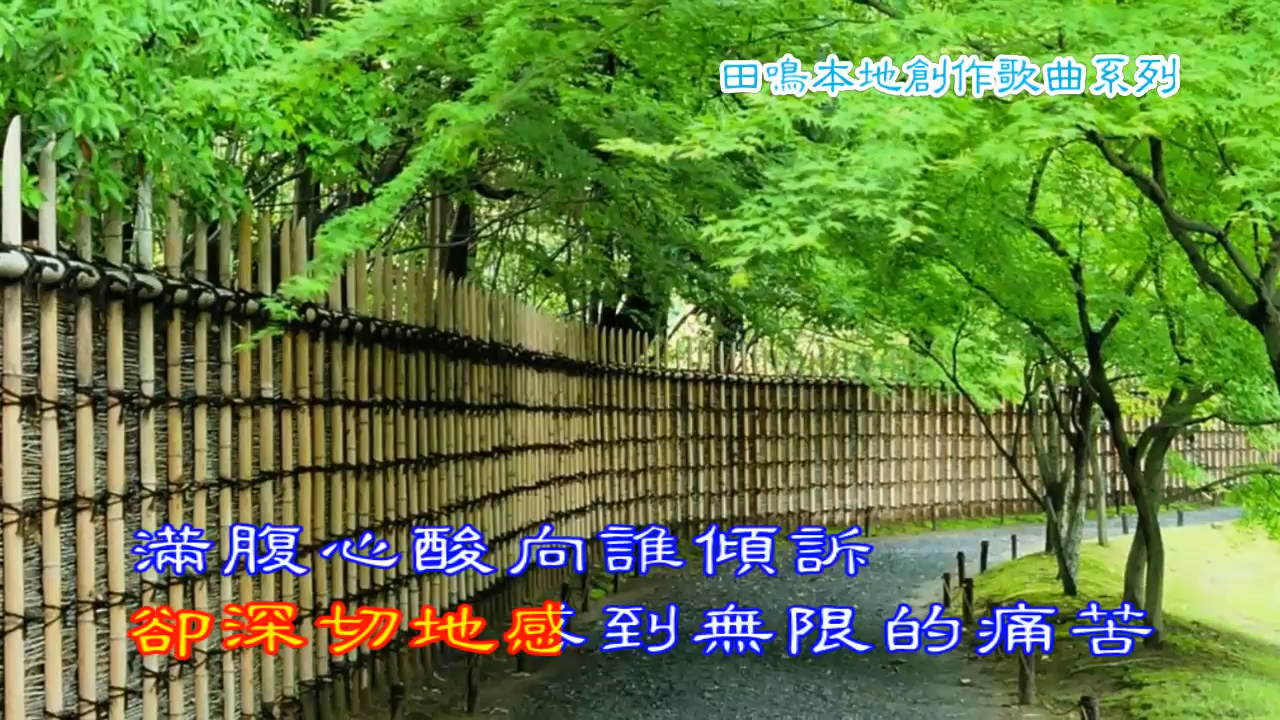 田鳴本地創作歌曲系列
滿腹心酸向誰傾訴
卻深切地感不到無限的痛苦